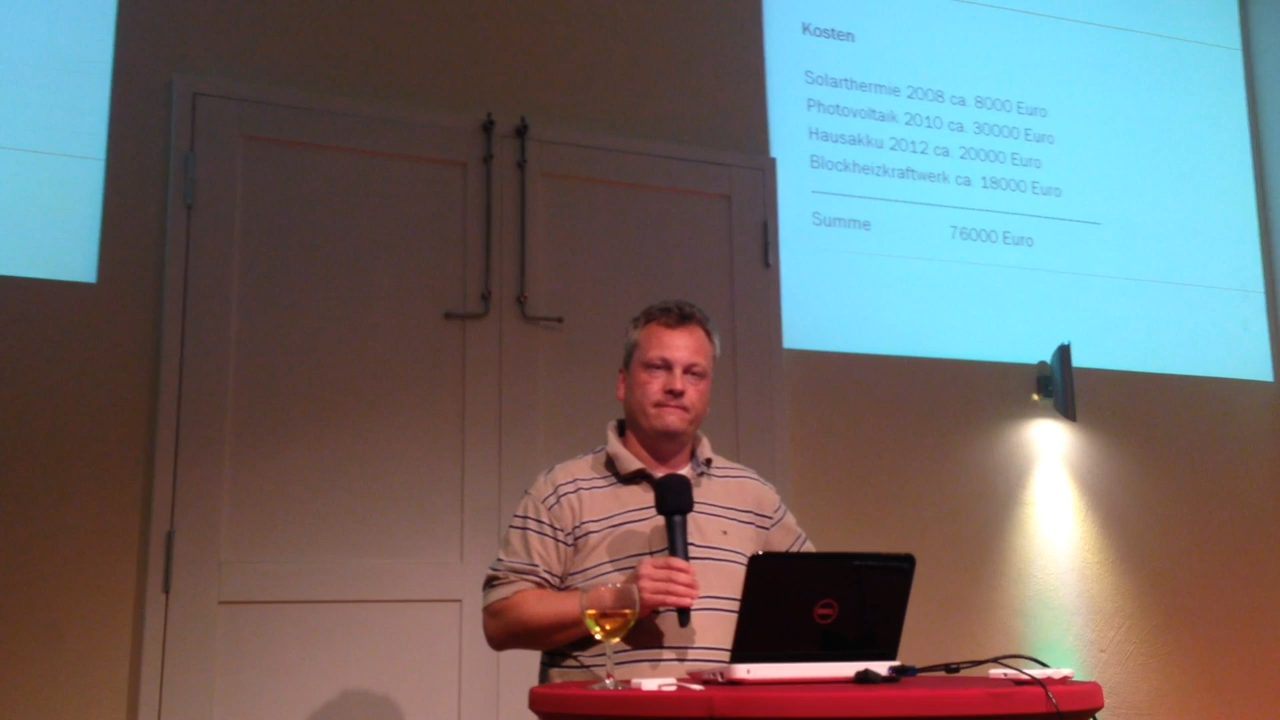 Kosten
Solarthermie 2008 ca. 8000 Euro
Photovoltaik 2010 ca. 30000 Euro
Hausakku 2012 ca. 20000 Euro
Blockheizkraftwerk ca. 18000 Euro
Summe 76000 Euro
DELL